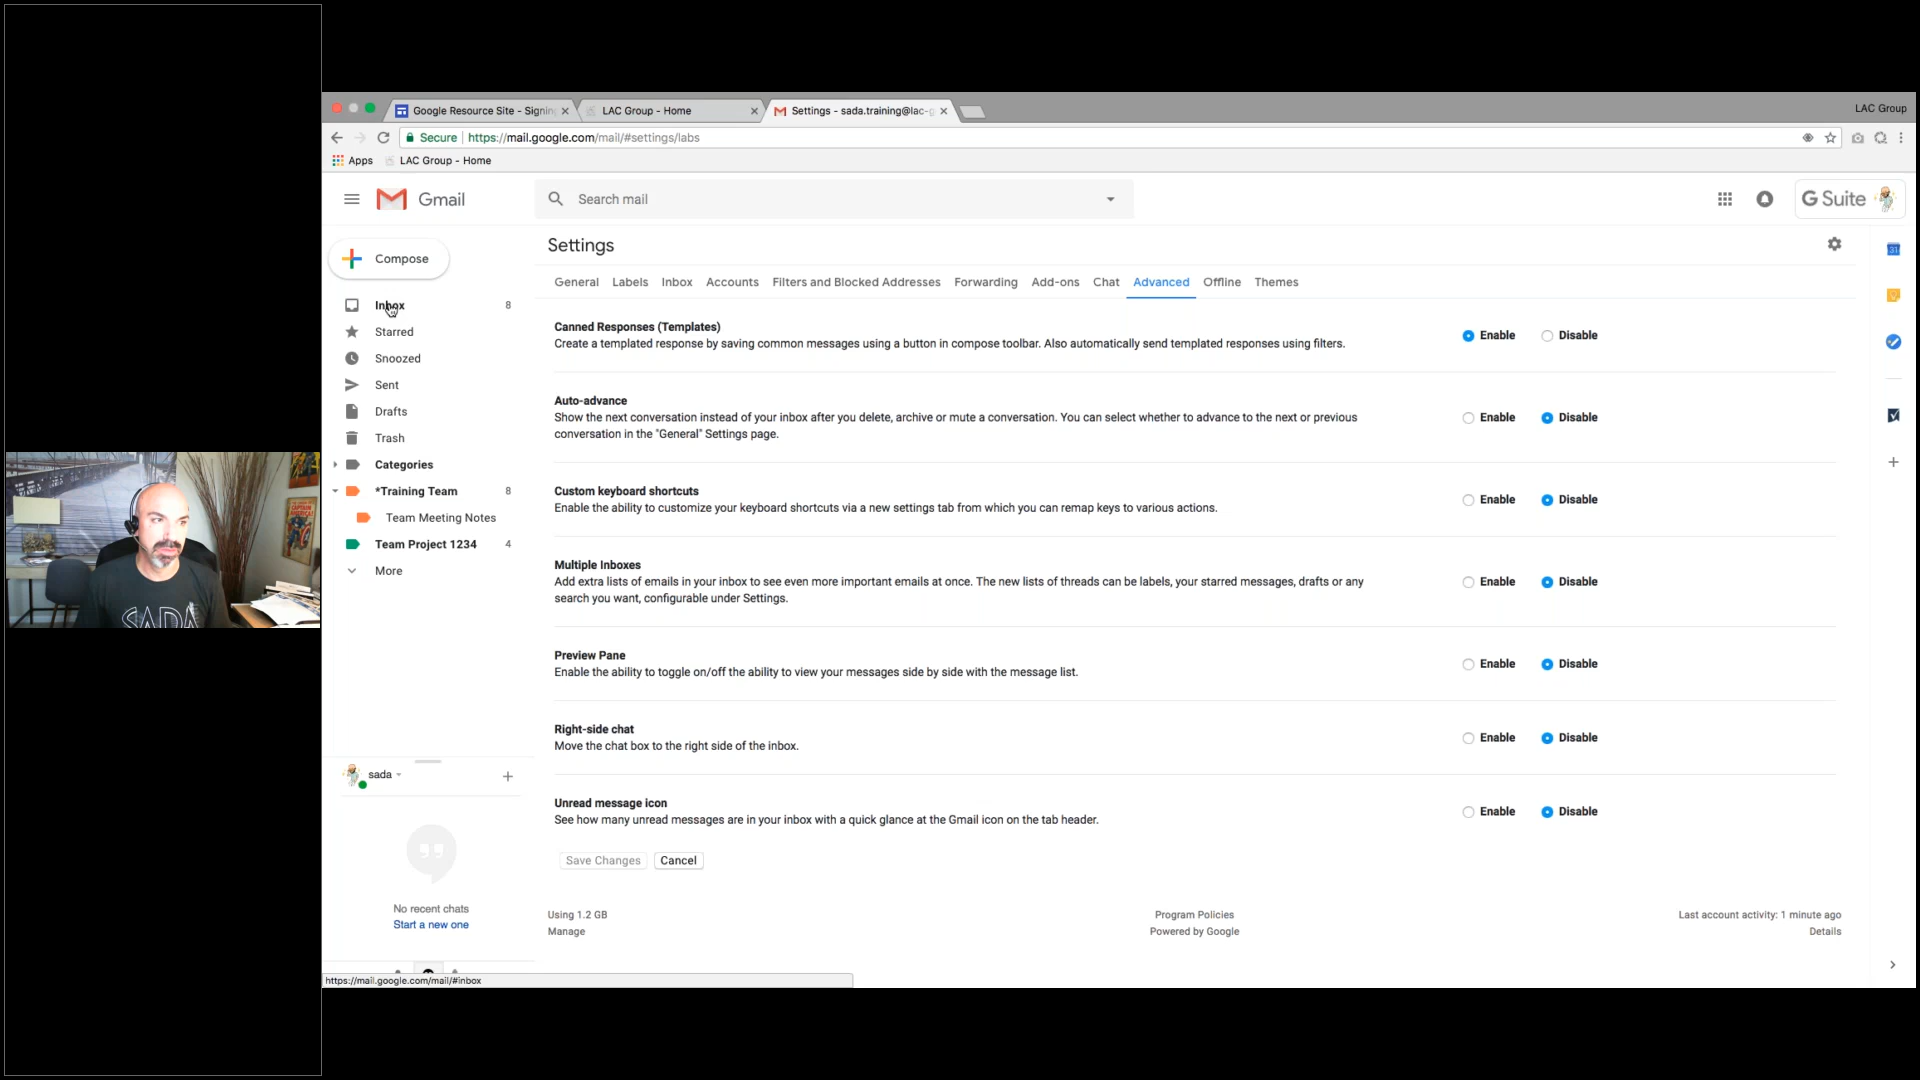 Google Resource Site - Signin
LAC Group - Home
Settings - sada.training@lac-g
LAC Group
Secure
https://mail.google.com/mail/#settings/labs
Apps
LAC Group - Home
Gmail
Search mail
G Suite
Compose
Settings
General
Labels
Inbox
Accounts
Filters and Blocked Addresses
Forwarding
Add-ons
Chat
Advanced
Offline
Themes
Inbox 8
Starred
Snoozed
Sent
Drafts
Trash
Categories
*Training Team 8
Team Meeting Notes
Team Project 1234 4
More
Canned Responses (Templates)
Create a templated response by saving common messages using a button in compose toolbar. Also automatically send templated responses using filters.
Enable Disable
Auto-advance
Show the next conversation instead of your inbox after you delete, archive or mute a conversation. You can select whether to advance to the next or previous
conversation in the "General" Settings page.
Enable Disable
Custom keyboard shortcuts
Enable the ability to customize your keyboard shortcuts via a new settings tab from which you can remap keys to various actions.
Enable Disable
Multiple Inboxes
Add extra lists of emails in your inbox to see even more important emails at once. The new lists of threads can be labels, your starred messages, drafts or any
search you want, configurable under Settings.
Enable Disable
Preview Pane
Enable the ability to toggle on/off the ability to view your messages side by side with the message list.
Enable Disable
Right-side chat
Move the chat box to the right side of the inbox.
Enable Disable
Unread message icon
See how many unread messages are in your inbox with a quick glance at the Gmail icon on the tab header.
Enable Disable
Save Changes
Cancel
sada
No recent chats
Start a new one
Using 1.2 GB
Manage
Program Policies
Powered by Google
Last account activity: 1 minute ago
Details
https://mail.google.com/mail/#inbox
31
SADA